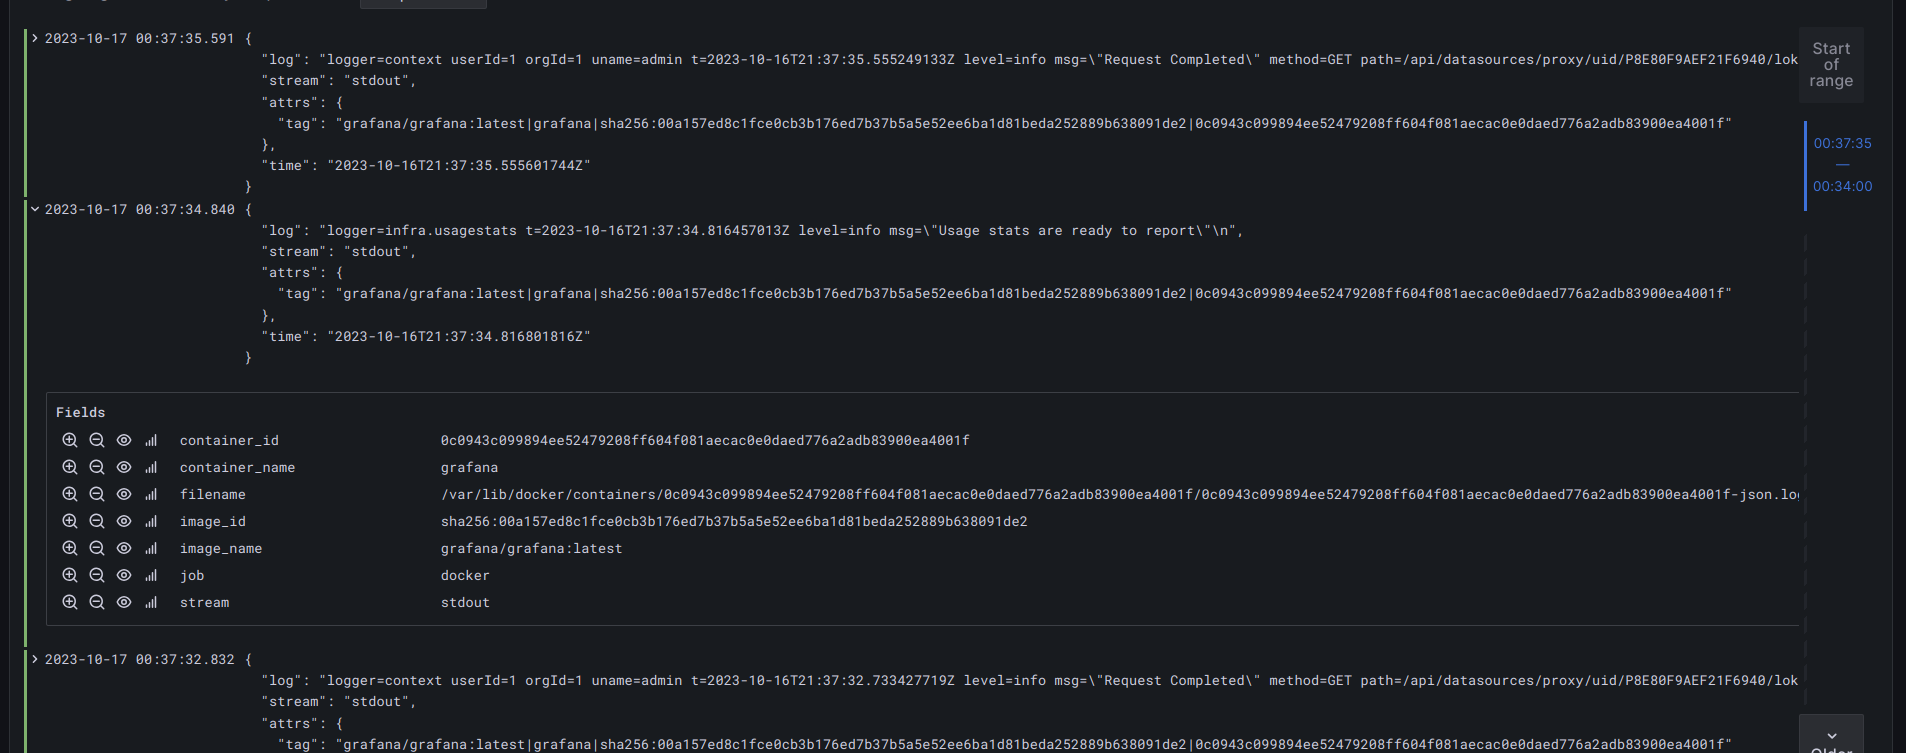 2023-10-17 00:37:35.591 {
"log": "logger=context userId=1 orgId=1 uname=admin t=2023-10-16T21:37:35.555249133Z level=info msg=\"Request Completed\" method=GET path=/api/datasources/proxy/uid/P8E80F9AEF21F6940/lok
"stream": "stdout",
"attrs": {
"tag": "grafana/grafana:latest|grafana|sha256:00a157ed8c1fce0cb3b176ed7b37b5a5e52ee6ba1d81beda252889b638091de2|0c0943c099894ee52479208ff604f081aecac0e0daed776a2adb83900ea4001f"
},
"time": "2023-10-16T21:37:35.555601744Z"
}
2023-10-17 00:37:34.840 {
"log": "logger=infra.usagestats t=2023-10-16T21:37:34.816457013Z level=info msg=\"Usage stats are ready to report\"\n",
"stream": "stdout",
"attrs": {
"tag": "grafana/grafana:latest|grafana|sha256:00a157ed8c1fce0cb3b176ed7b37b5a5e52ee6ba1d81beda252889b638091de2|0c0943c099894ee52479208ff604f081aecac0e0daed776a2adb83900ea4001f"
},
"time": "2023-10-16T21:37:34.816801816Z"
}
Fields
container_id 0c0943c099894ee52479208ff604f081aecac0e0daed776a2adb83900ea4001f
container_name grafana
filename /var/lib/docker/containers/0c0943c099894ee52479208ff604f081aecac0e0daed776a2adb83900ea4001f/0c0943c099894ee52479208ff604f081aecac0e0daed776a2adb83900ea4001f-json.log
image_id sha256:00a157ed8c1fce0cb3b176ed7b37b5a5e52ee6ba1d81beda252889b638091de2
image_name grafana/grafana:latest
job docker
stream stdout
2023-10-17 00:37:32.832 {
"log": "logger=context userId=1 orgId=1 uname=admin t=2023-10-16T21:37:32.733427719Z level=info msg=\"Request Completed\" method=GET path=/api/datasources/proxy/uid/P8E80F9AEF21F6940/lok
"stream": "stdout",
"attrs": {
"tag": "grafana/grafana:latest|grafana|sha256:00a157ed8c1fce0cb3b176ed7b37b5a5e52ee6ba1d81beda252889b638091de2|0c0943c099894ee52479208ff604f081aecac0e0daed776a2adb83900ea4001f"
Start
of
range
00:37:35
—
00:34:00
Older